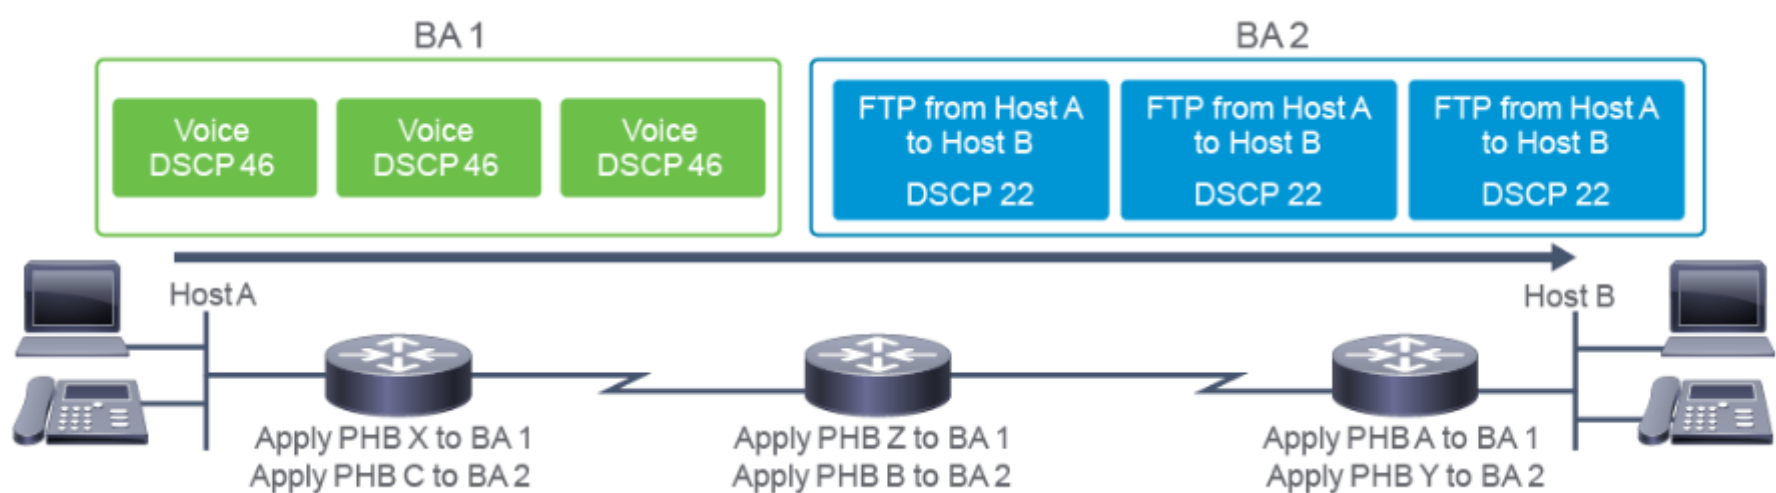 BA 1
BA 2
Voice
DSCP 46
Voice
DSCP 46
Voice
DSCP 46
FTP from Host A
to Host B
DSCP 22
FTP from Host A
to Host B
DSCP 22
FTP from Host A
to Host B
DSCP 22
Host A
Host B
Apply PHB X to BA 1
Apply PHB C to BA 2
Apply PHB Z to BA 1
Apply PHB B to BA 2
Apply PHB A to BA 1
Apply PHB Y to BA 2